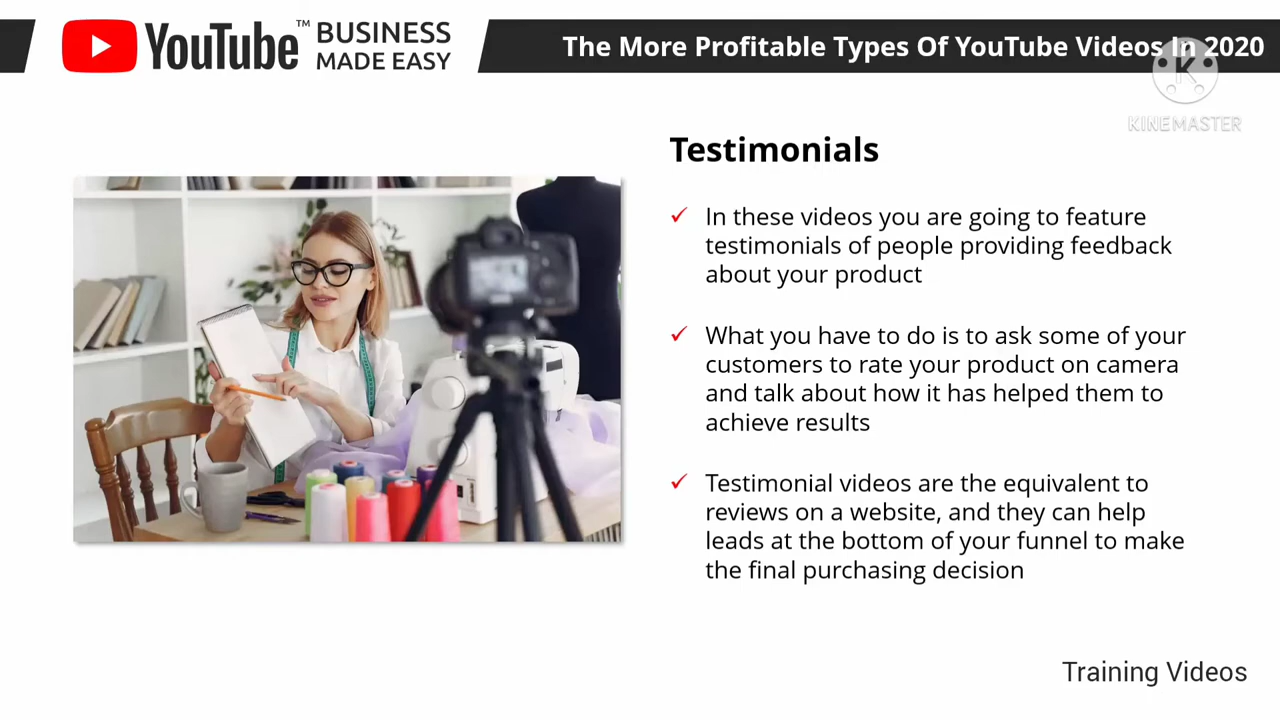 YouTube™ BUSINESS
MADE EASY
The More Profitable Types Of YouTube Videos In 2020
K
KINEMASTER
Testimonials
✓ In these videos you are going to feature
testimonials of people providing feedback
about your product
✓ What you have to do is to ask some of your
customers to rate your product on camera
and talk about how it has helped them to
achieve results
✓ Testimonial videos are the equivalent to
reviews on a website, and they can help
leads at the bottom of your funnel to make
the final purchasing decision
Training Videos